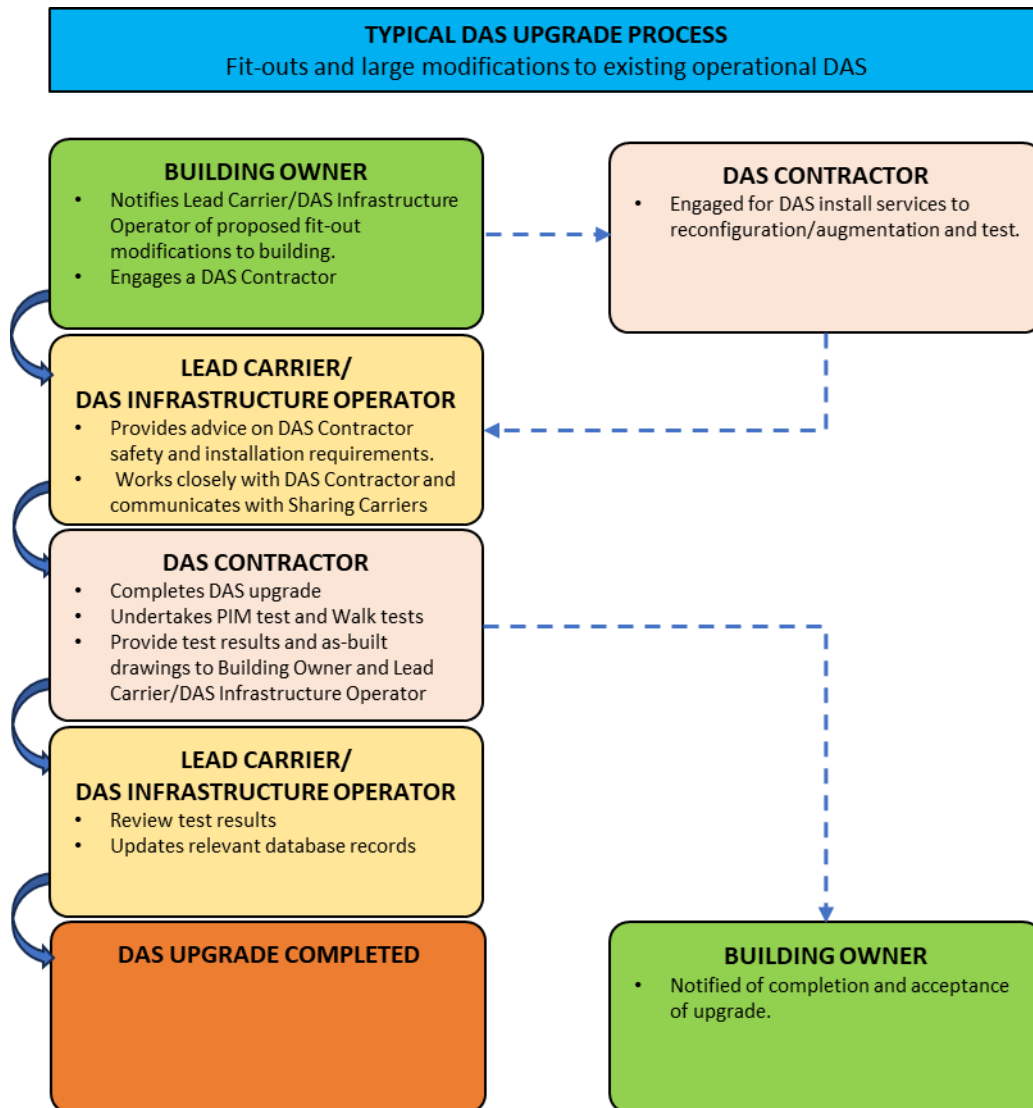 TYPICAL DAS UPGRADE PROCESS
Fit-outs and large modifications to existing operational DAS
BUILDING OWNER
• Notifies Lead Carrier/DAS Infrastructure
Operator of proposed fit-out
modifications to building.
• Engages a DAS Contractor
DAS CONTRACTOR
• Engaged for DAS install services to
reconfiguration/augmentation and test.
LEAD CARRIER/
DAS INFRASTRUCTURE OPERATOR
• Provides advice on DAS Contractor
safety and installation requirements.
• Works closely with DAS Contractor and
communicates with Sharing Carriers
DAS CONTRACTOR
• Completes DAS upgrade
• Undertakes PIM test and Walk tests
• Provide test results and as-built
drawings to Building Owner and Lead
Carrier/DAS Infrastructure Operator
LEAD CARRIER/
DAS INFRASTRUCTURE OPERATOR
• Review test results
• Updates relevant database records
DAS UPGRADE COMPLETED
BUILDING OWNER
• Notified of completion and acceptance
of upgrade.